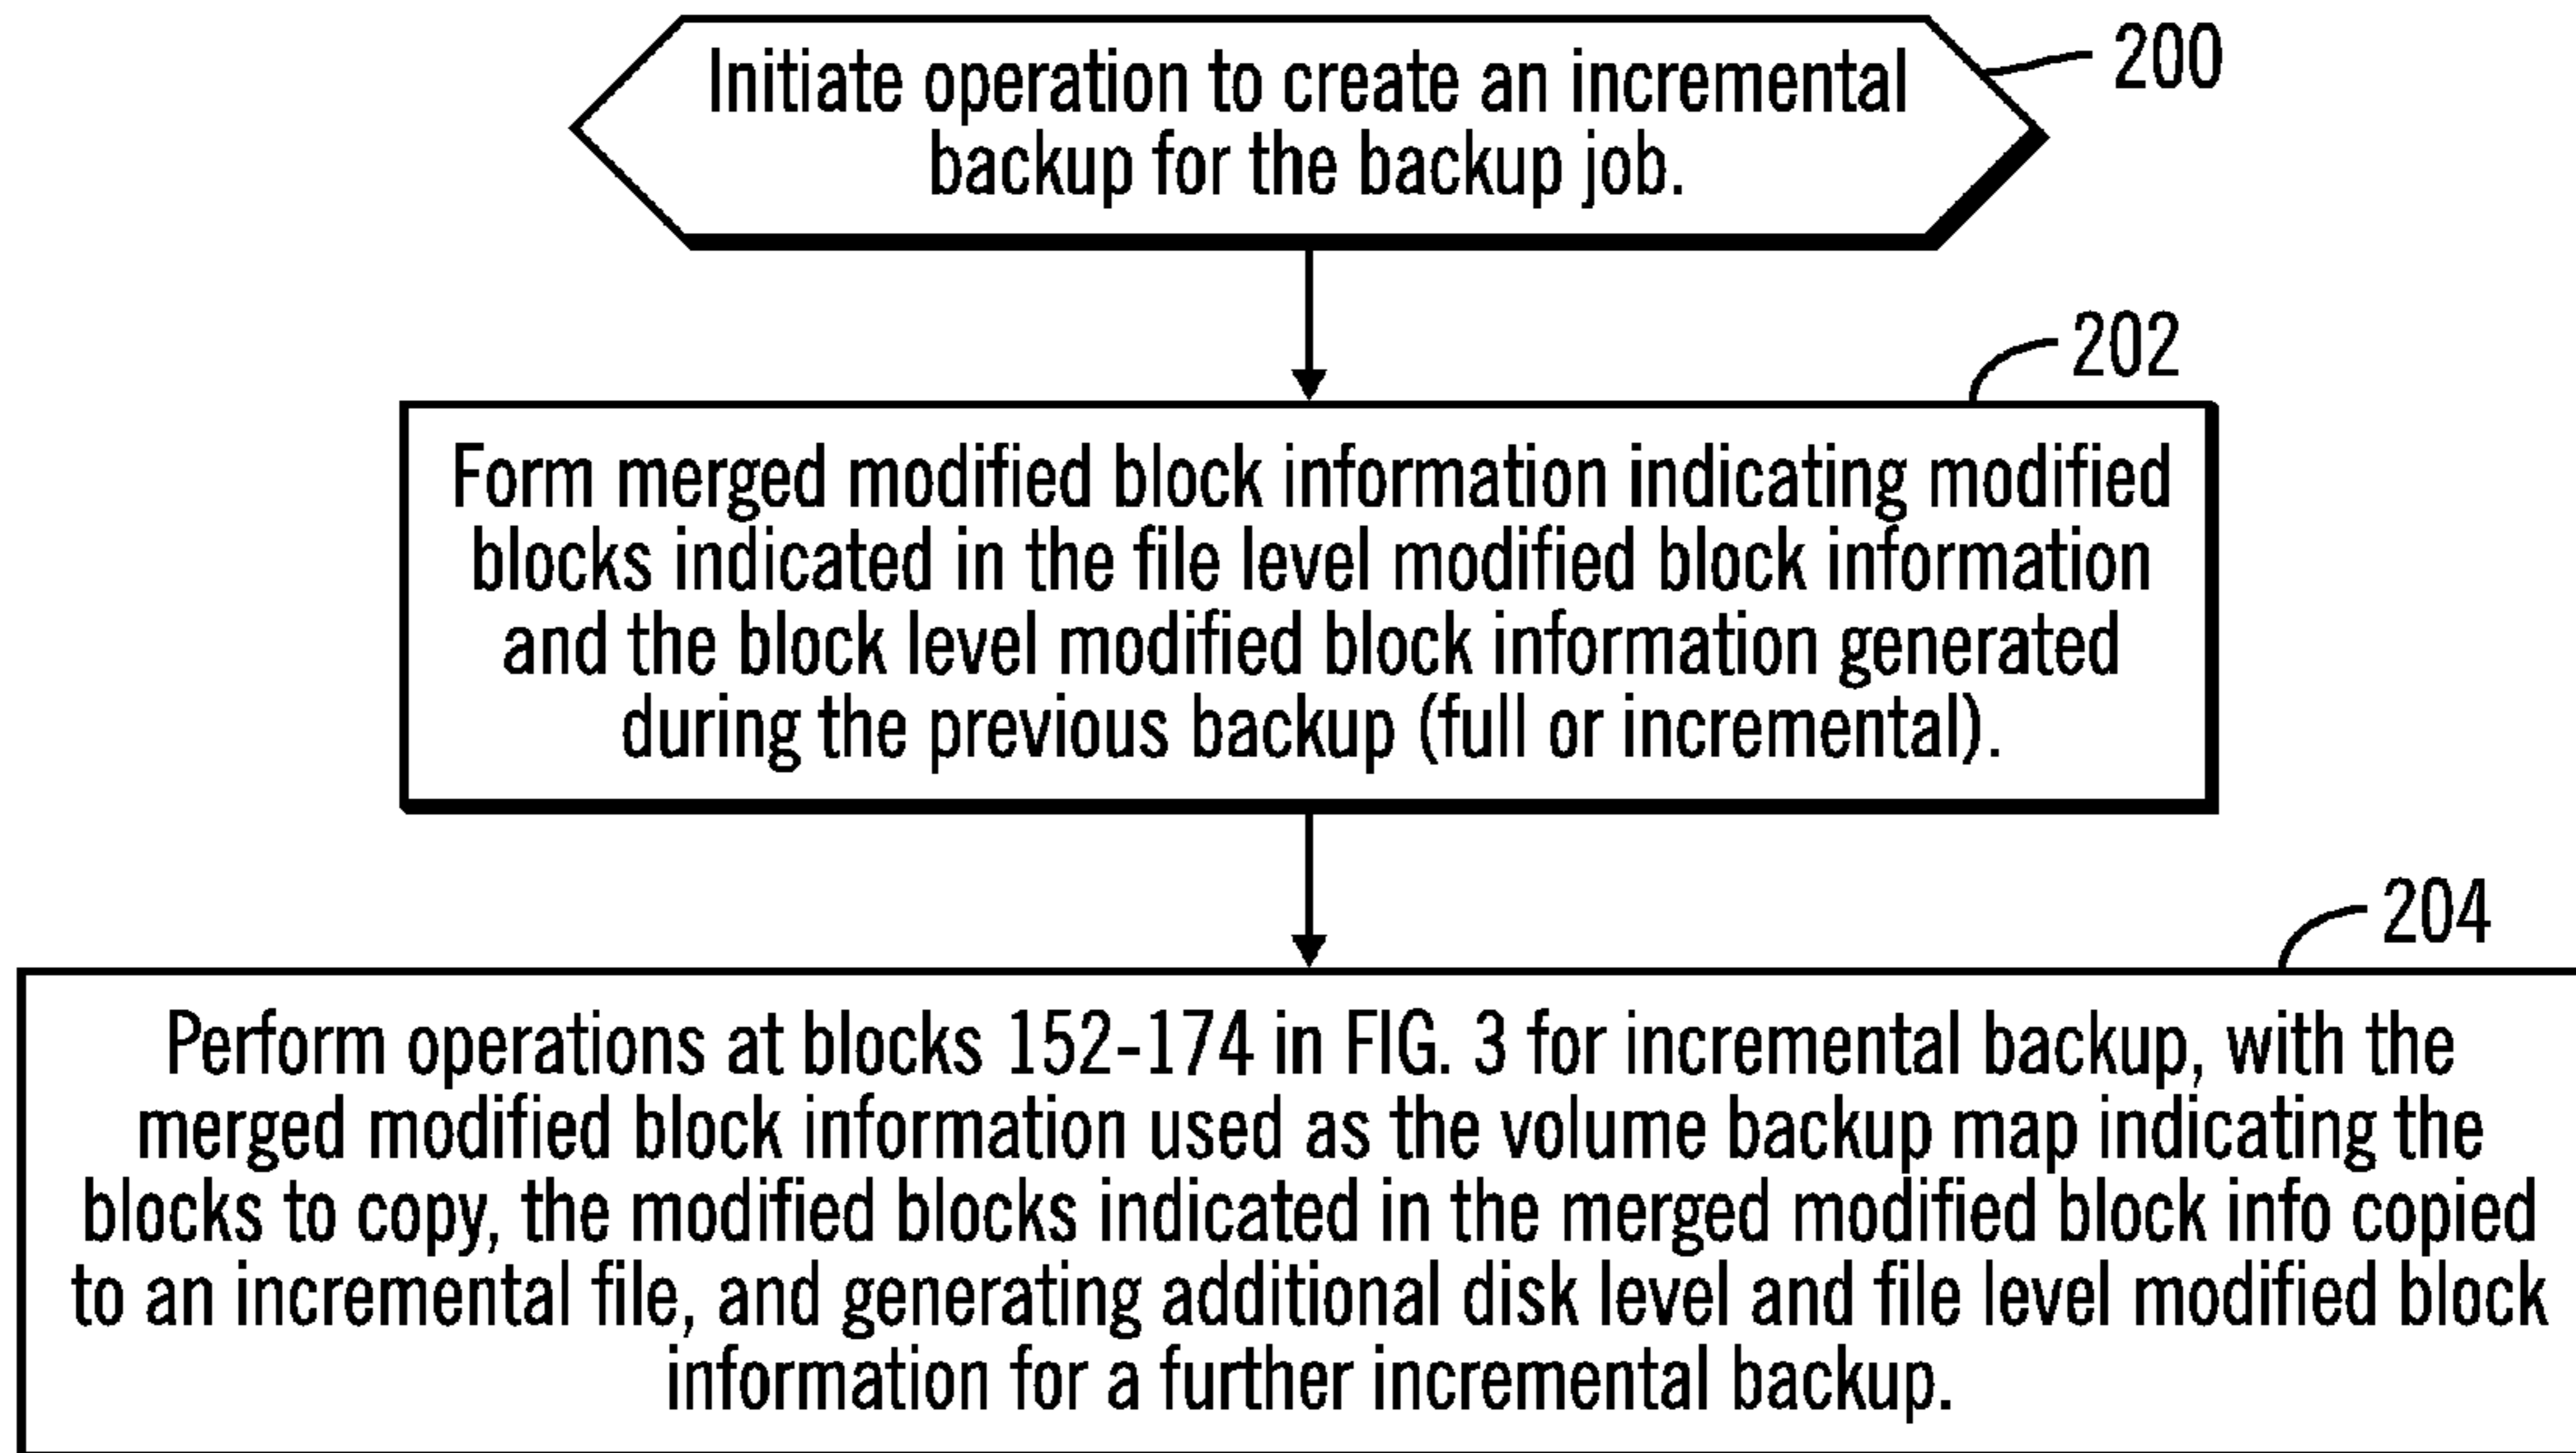 Initiate operation to create an incremental
backup for the backup job.
200
202
Form merged modified block information indicating modified
blocks indicated in the file level modified block information
and the block level modified block information generated
during the previous backup (full or incremental).
204
Perform operations at blocks 152-174 in FIG. 3 for incremental backup, with the
merged modified block information used as the volume backup map indicating the
blocks to copy, the modified blocks indicated in the merged modified block info copied
to an incremental file, and generating additional disk level and file level modified block
information for a further incremental backup.